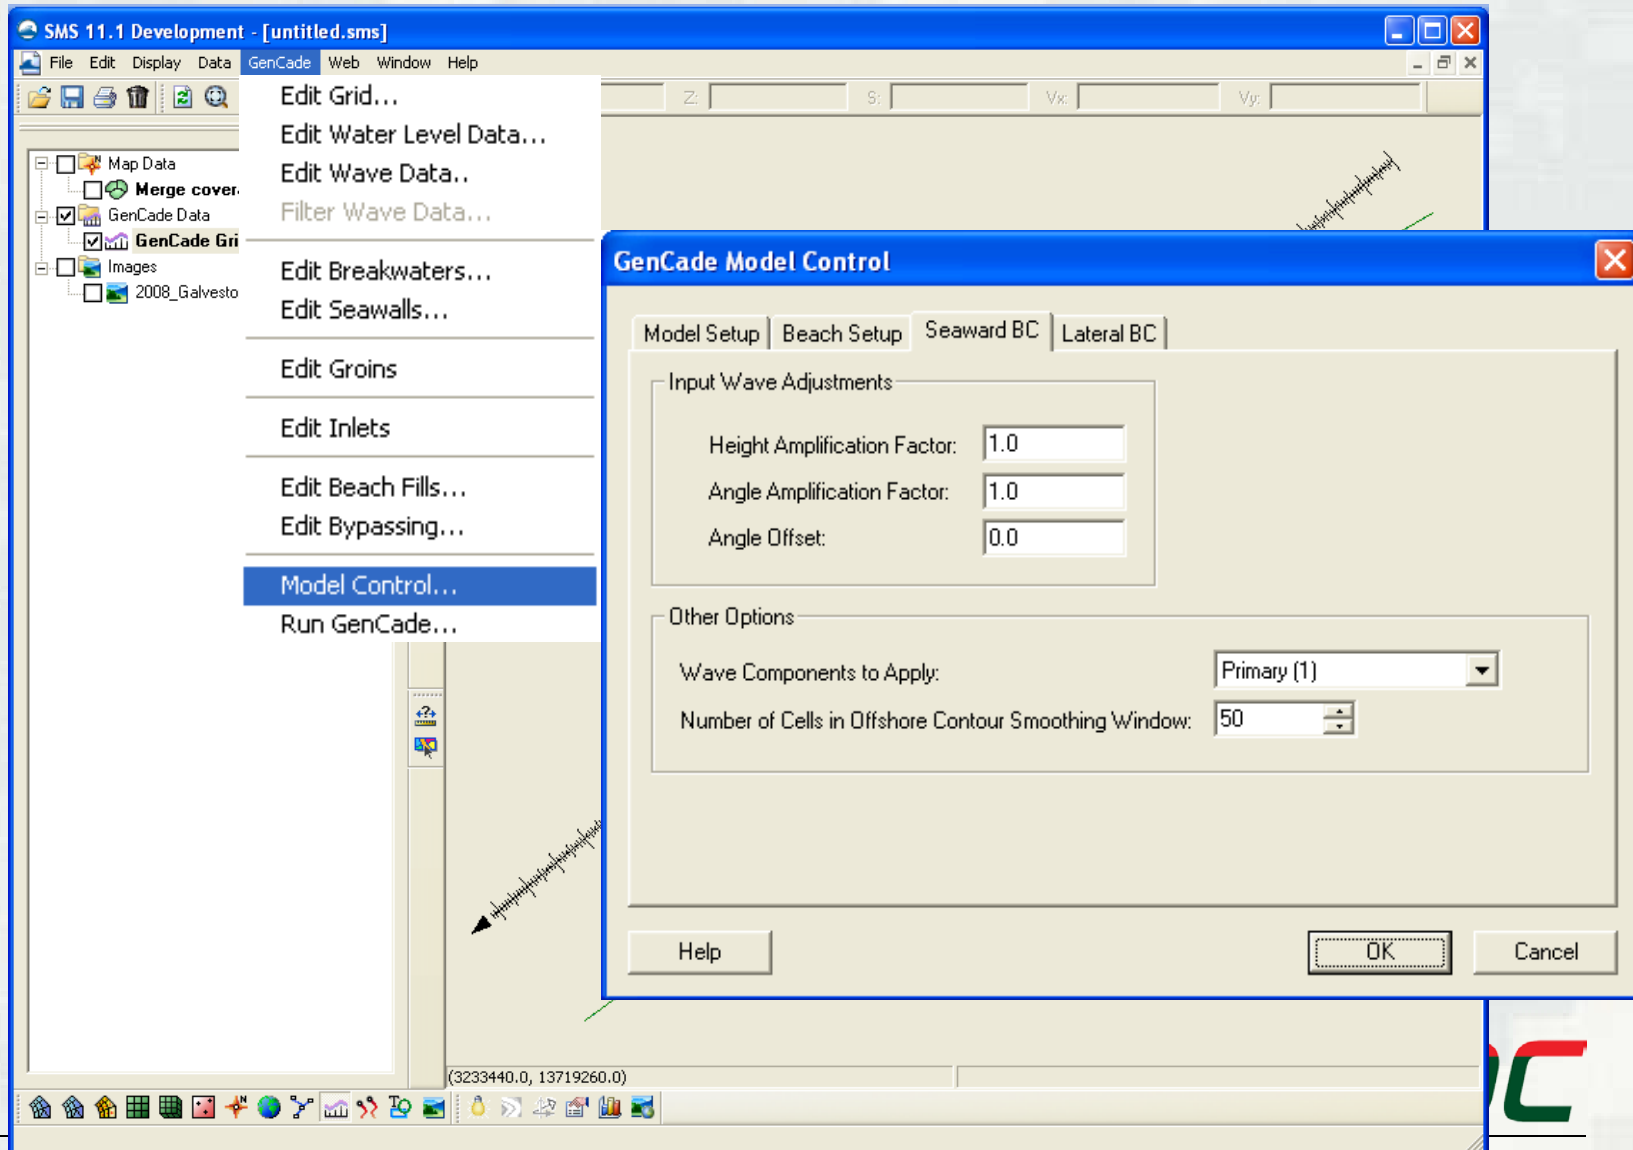 SMS 11.1 Development - [untitled.sms]
File Edit Display Data GenCade Web Window Help
Z: S: Vx: Vy:
Edit Grid...
Edit Water Level Data...
Edit Wave Data..
Filter Wave Data...
Edit Breakwaters...
Edit Seawalls...
Edit Groins
Edit Inlets
Edit Beach Fills...
Edit Bypassing...
Model Control...
Run GenCade...
Map Data
Merge cover
GenCade Data
GenCade Gri
Images
2008_Galvesto
GenCade Model Control
Model Setup Beach Setup Seaward BC Lateral BC
Input Wave Adjustments
Height Amplification Factor: 1.0
Angle Amplification Factor: 1.0
Angle Offset: 0.0
Other Options
Wave Components to Apply: Primary (1)
Number of Cells in Offshore Contour Smoothing Window: 50
Help OK Cancel
(3233440.0, 13719260.0)